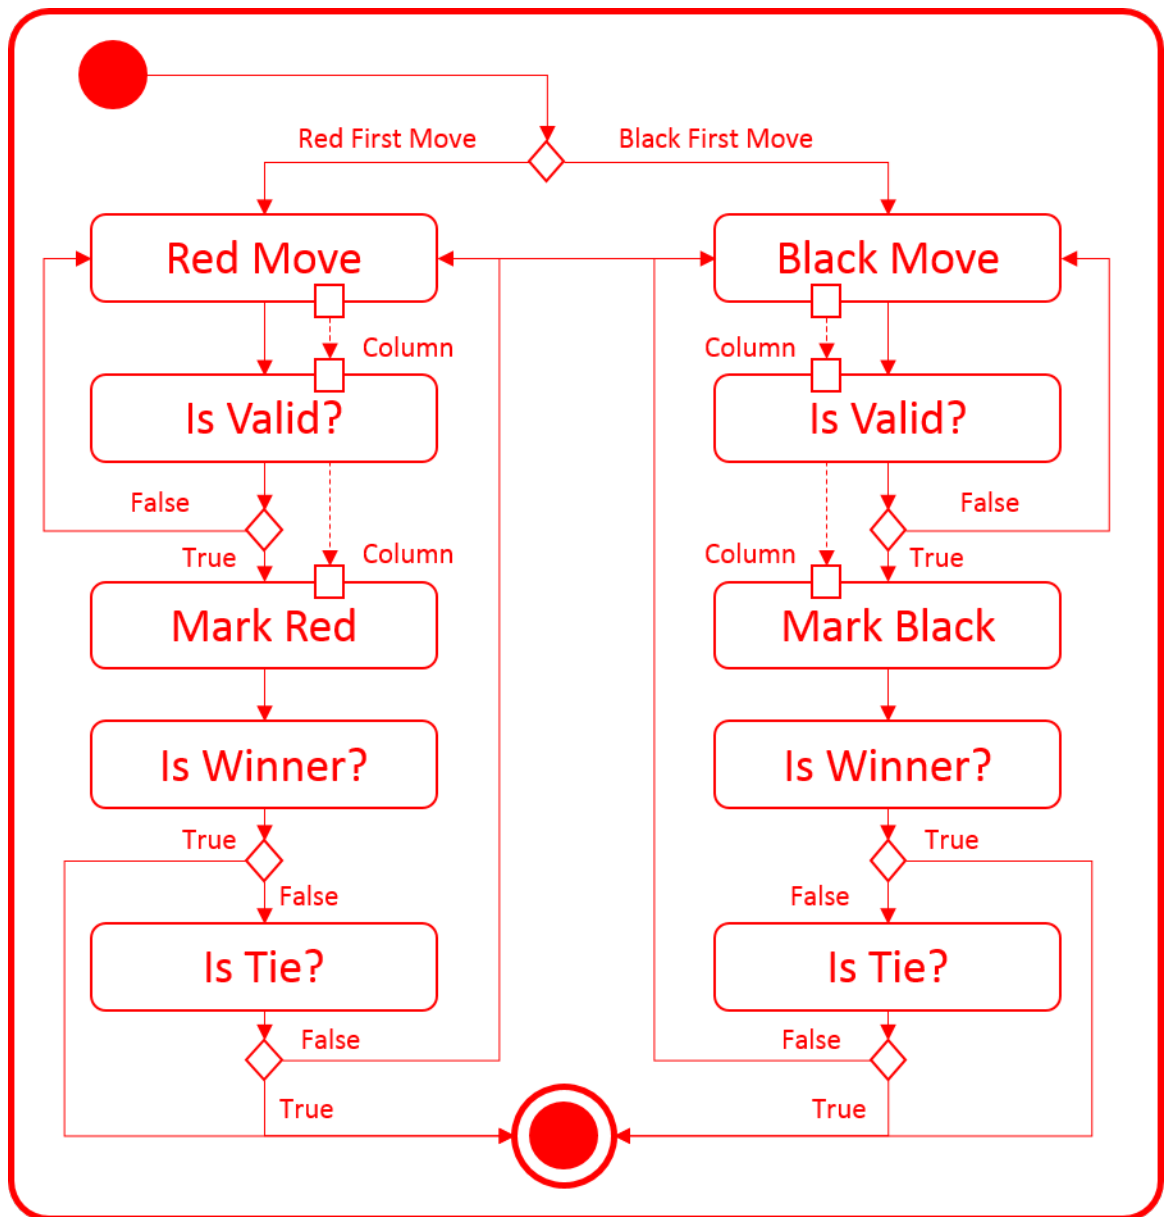 Red First Move
Black First Move
Red Move
Black Move
Column
Column
Is Valid?
Is Valid?
False
False
True
Column
Column
True
Mark Red
Mark Black
Is Winner?
Is Winner?
True
True
False
False
Is Tie?
Is Tie?
False
False
True
True